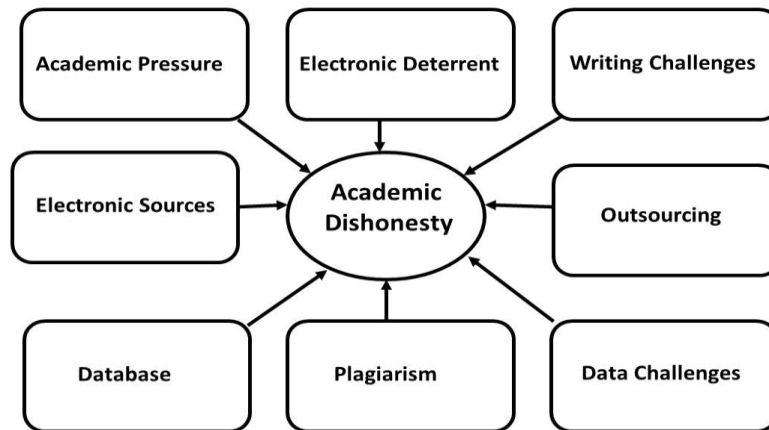 Academic Pressure
Electronic Deterrent
Writing Challenges
Electronic Sources
Academic
Dishonesty
Outsourcing
Database
Plagiarism
Data Challenges